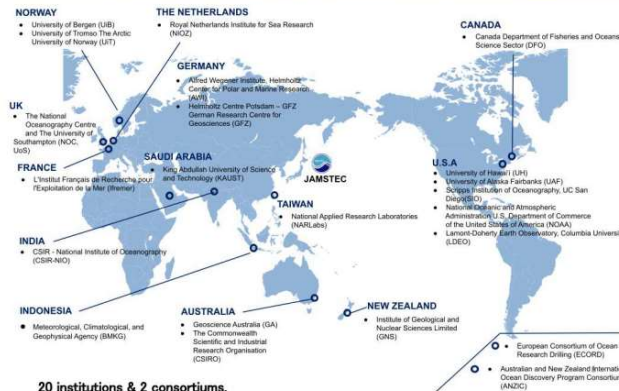 NORWAY
• University of Bergen (UiB)
• University of Tromso The Arctic
University of Norway (UiT)
THE NETHERLANDS
• Royal Netherlands Institute for Sea Research
(NIOZ)
CANADA
• Canada Department of Fisheries and Oceans
Science Sector (DFO)
GERMANY
• Alfred Wegener Institute, Helmholtz
Center for Polar and Marine Research
(AWI)
• Helmholtz Centre Potsdam – GFZ
German Research Centre for
Geosciences (GFZ)
UK
• The National
Oceanography Centre
and The University of
Southampton (NOC,
UoS)
FRANCE
• L'Institut Français de Recherche pour
l'Exploitation de la Mer (Ifremer)
SAUDI ARABIA
• King Abdullah University of Science
and Technology (KAUST)
JAMSTEC
U.S.A
• University of Hawai'i (UH)
• University of Alaska Fairbanks (UAF)
• Scripps Institution of Oceanography, UC San
Diego(SIO)
• National Oceanic and Atmospheric
Administration U.S. Department of Commerce
of the United States of America (NOAA)
• Lamont-Doherty Earth Observatory, Columbia Universi
(LDEO)
TAIWAN
• National Applied Research Laboratories
(NARLabs)
INDIA
• CSIR - National Institute of Oceanography
(CSIR-NIO)
INDONESIA
• Meteorological, Climatological, and
Geophysical Agency (BMKG)
AUSTRALIA
• Geoscience Australia (GA)
• The Commonwealth
Scientific and Industrial
Research Organisation
(CSIRO)
NEW ZEALAND
• Institute of Geological and
Nuclear Sciences Limited
(GNS)
• European Consortium of Ocean
Research Drilling (ECORD)
• Australian and New Zealand Internatio
Ocean Discovery Program Consortiu
(ANZIC)
20 institutions & 2 consortiums.